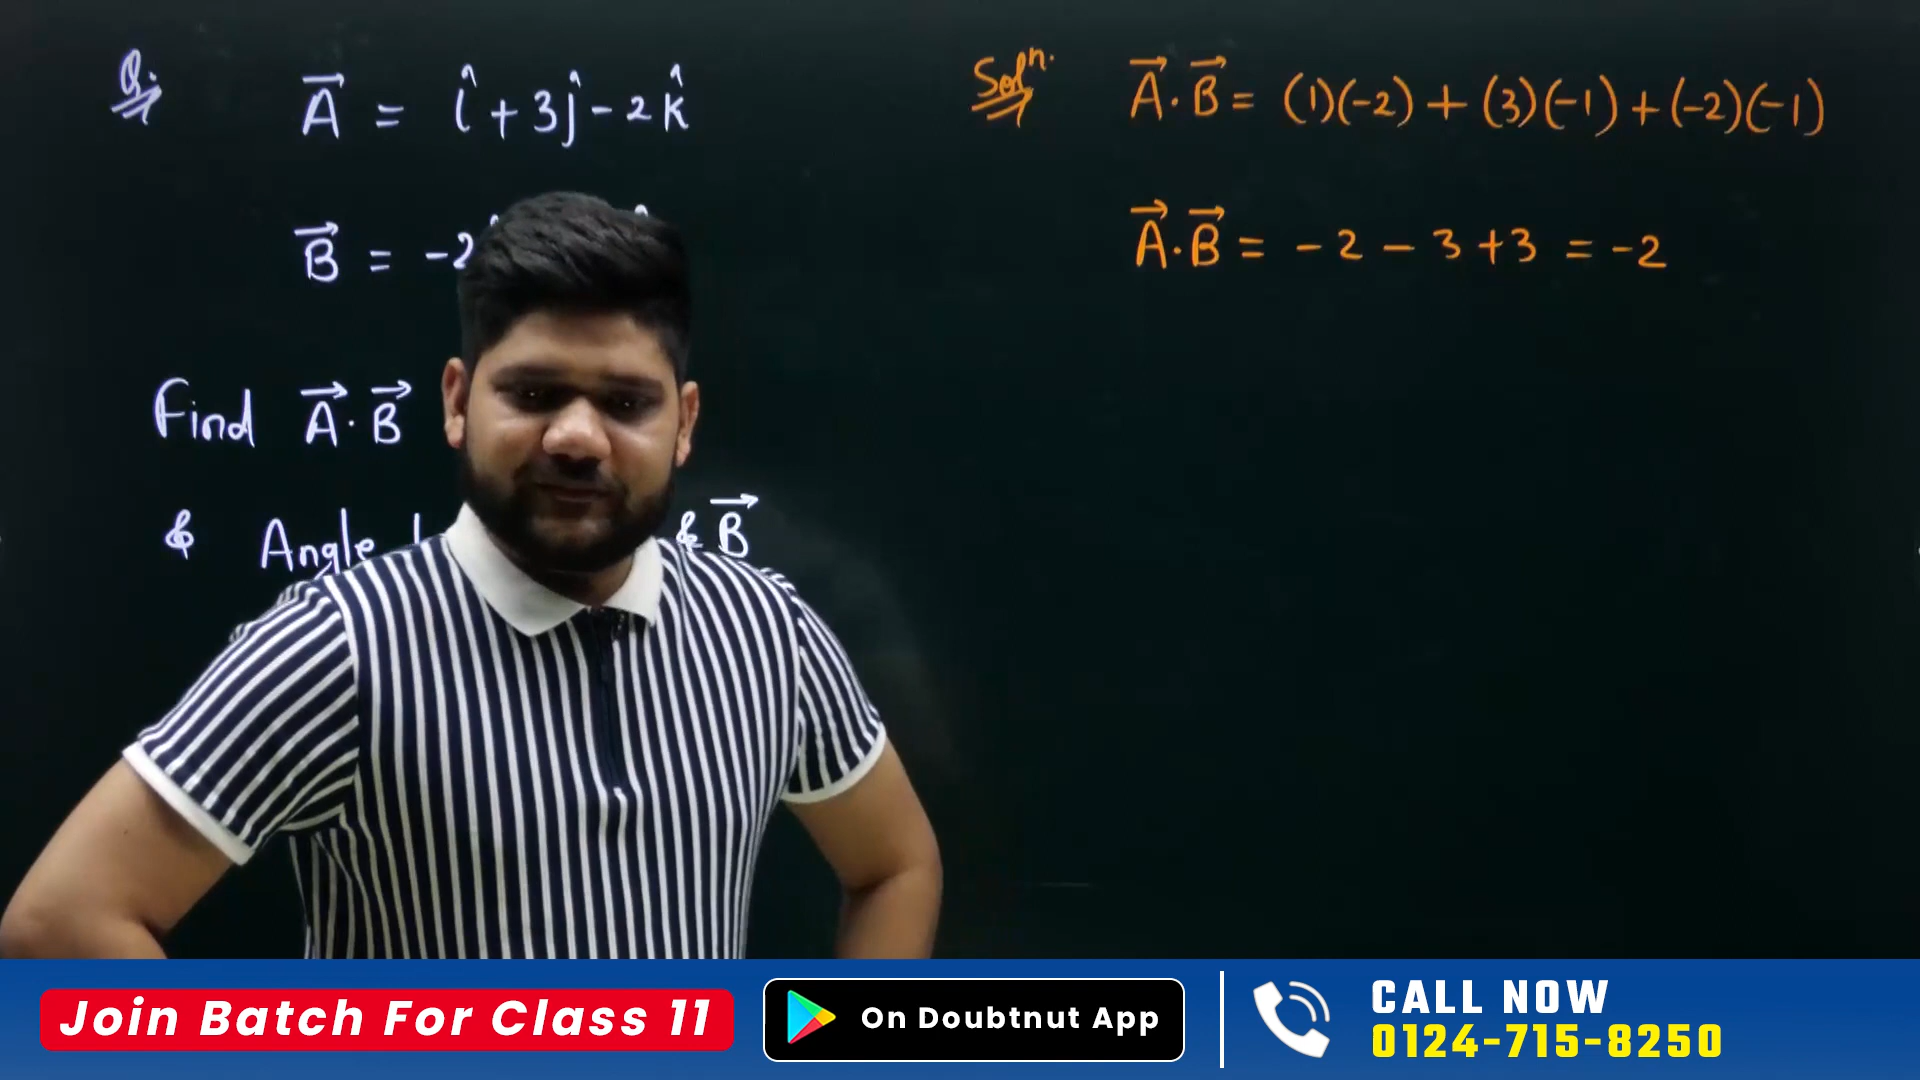 Q.
A⃗ = î + 3ĵ - 2k̂
B⃗ = -2
Find A⃗ . B⃗
& Angle & B⃗
Solⁿ. A⃗ . B⃗ = (1)(-2) + (3)(-1) + (-2)(-1)
A⃗ . B⃗ = -2 - 3 + 3 = -2
Join Batch For Class 11
On Doubtnut App
CALL NOW
0124-715-8250